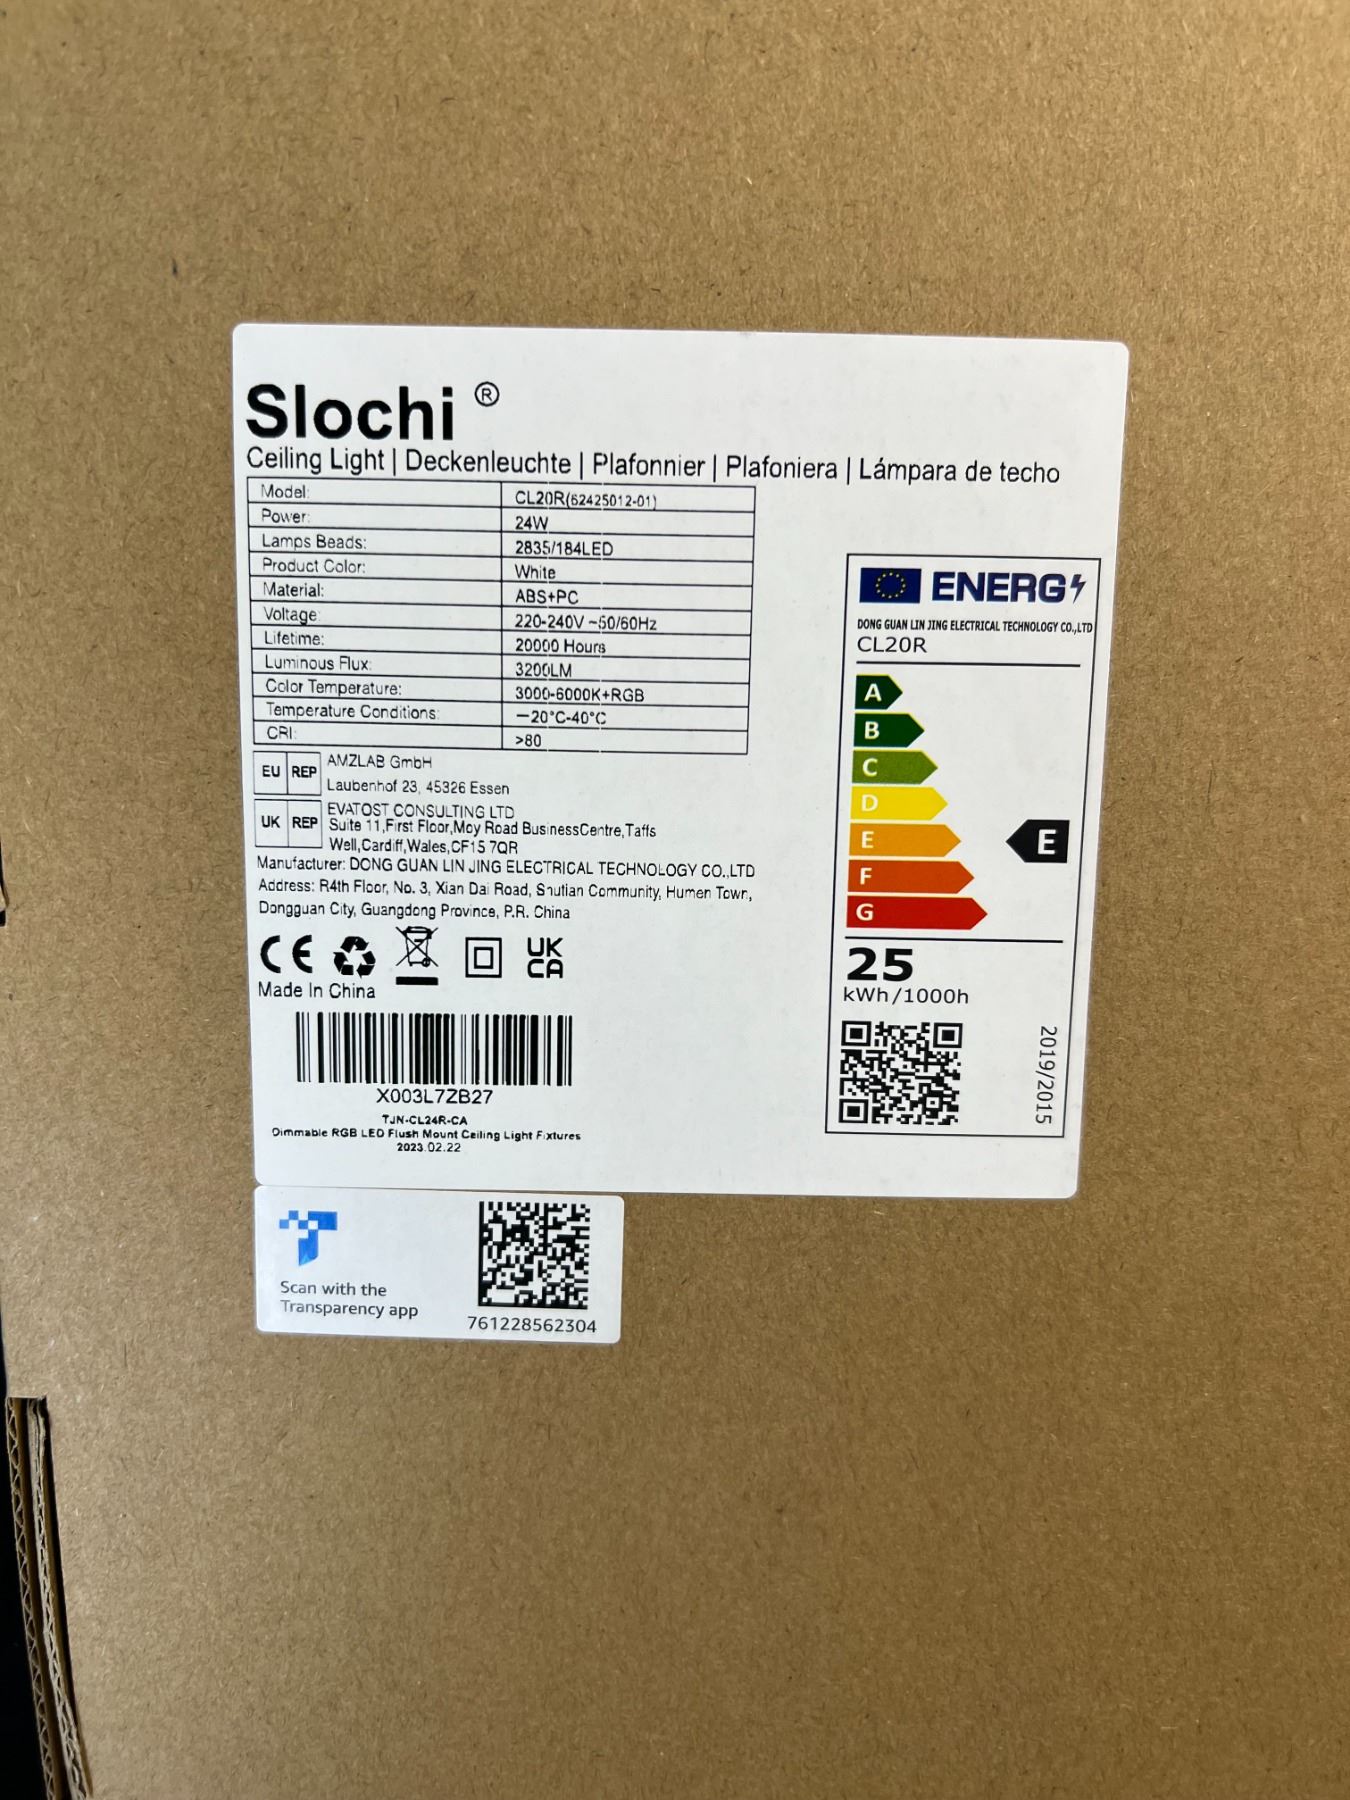 Slochi ®
Ceiling Light | Deckenleuchte | Plafonnier | Plafoniera | Lámpara de techo
Model: CL20R(62425012-01)
Power: 24W
Lamps Beads: 2835/184LED
Product Color: White
Material: ABS+PC
Voltage: 220-240V ~50/60Hz
Lifetime: 20000 Hours
Luminous Flux: 3200LM
Color Temperature: 3000-6000K+RGB
Temperature Conditions: —20°C-40°C
CRI: >80
EU REP AMZLAB GmbH
Laubenhof 23, 45326 Essen
UK REP EVATOST CONSULTING LTD
Suite 11,First Floor,Moy Road BusinessCentre,Taffs
Well,Cardiff,Wales,CF15 7QR
Manufacturer: DONG GUAN LIN JING ELECTRICAL TECHNOLOGY CO.,LTD
Address: R4th Floor, No. 3, Xian Dai Road, Shutian Community, Humen Town,
Dongguan City, Guangdong Province, P.R. China
CE UK CA
Made In China
X003L7ZB27
TJN-CL24R-CA
Dimmable RGB LED Flush Mount Ceiling Light Fixtures
2023.02.22
ENERG
DONG GUAN LIN JING ELECTRICAL TECHNOLOGY CO.,LTD
CL20R
A
B
C
D
E
E
F
G
25
kWh/1000h
2019/2015
Scan with the
Transparency app
761228562304